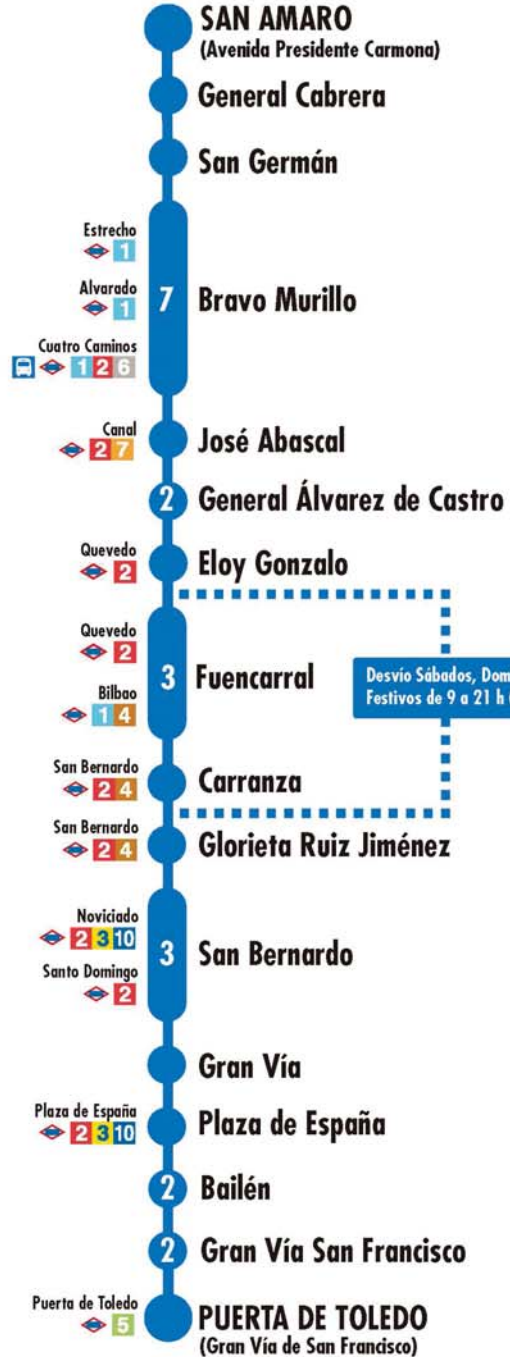 SAN AMARO
(Avenida Presidente Carmona)
General Cabrera
San Germán
Estrecho
1
Alvarado
1
7 Bravo Murillo
Cuatro Caminos
1 2 6
Canal
2 7
José Abascal
2 General Álvarez de Castro
Quevedo
2
Eloy Gonzalo
Quevedo
2
3 Fuencarral
Bilbao
1 4
Desvío Sábados,
Festivos de 9 a 21 h
San Bernardo
2 4
Carranza
San Bernardo
2 4
Glorieta Ruiz Jiménez
Noviciado
2 3 10
3 San Bernardo
Santo Domingo
2
Gran Vía
Plaza de España
2 3 10
Plaza de España
2 Bailén
2 Gran Vía San Francisco
Puerta de Toledo
5
PUERTA DE TOLEDO
(Gran Vía de San Francisco)